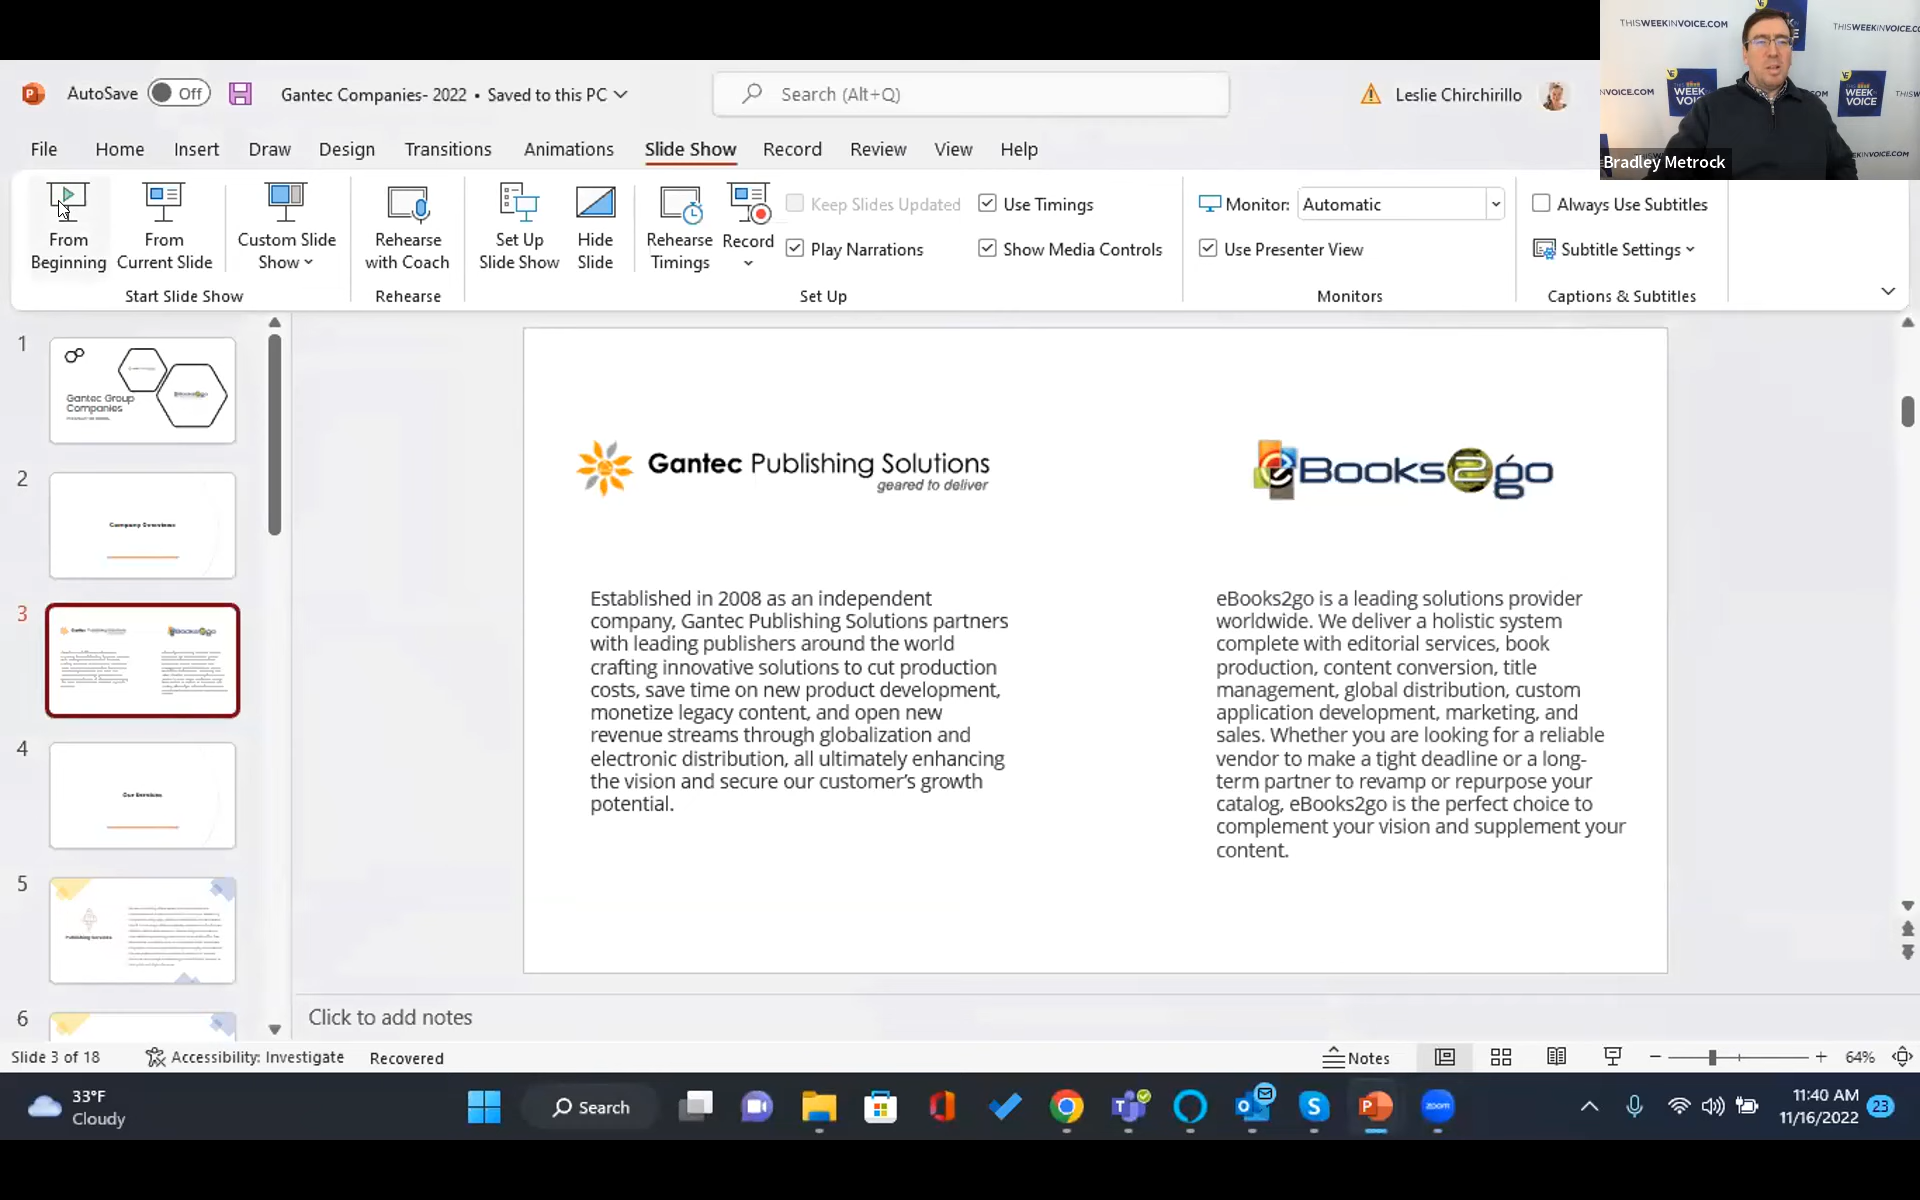 THISWEEKINVOICE.COM
WEEK
VOICE
Bradley Metrock
AutoSave Off Gantec Companies- 2022 • Saved to this PC Search (Alt+Q) Leslie Chirchirillo
File Home Insert Draw Design Transitions Animations Slide Show Record Review View Help
From Beginning
From Current Slide
Custom Slide Show
Start Slide Show
Rehearse with Coach
Rehearse
Set Up Slide Show
Hide Slide
Rehearse Timings
Record
Keep Slides Updated
Use Timings
Play Narrations
Show Media Controls
Set Up
Monitor: Automatic
Use Presenter View
Monitors
Always Use Subtitles
Subtitle Settings
Captions & Subtitles
1
Gantec Group
Companies
2
Company Overviews
3
4
Our Services
5
Publishing Services
6
Gantec Publishing Solutions
geared to deliver
eBooks2go
Established in 2008 as an independent
company, Gantec Publishing Solutions partners
with leading publishers around the world
crafting innovative solutions to cut production
costs, save time on new product development,
monetize legacy content, and open new
revenue streams through globalization and
electronic distribution, all ultimately enhancing
the vision and secure our customer's growth
potential.
eBooks2go is a leading solutions provider
worldwide. We deliver a holistic system
complete with editorial services, book
production, content conversion, title
management, global distribution, custom
application development, marketing, and
sales. Whether you are looking for a reliable
vendor to make a tight deadline or a long-
term partner to revamp or repurpose your
catalog, eBooks2go is the perfect choice to
complement your vision and supplement your
content.
Click to add notes
Slide 3 of 18 Accessibility: Investigate Recovered Notes 64%
33°F
Cloudy
Search
zoom
11:40 AM
11/16/2022
23